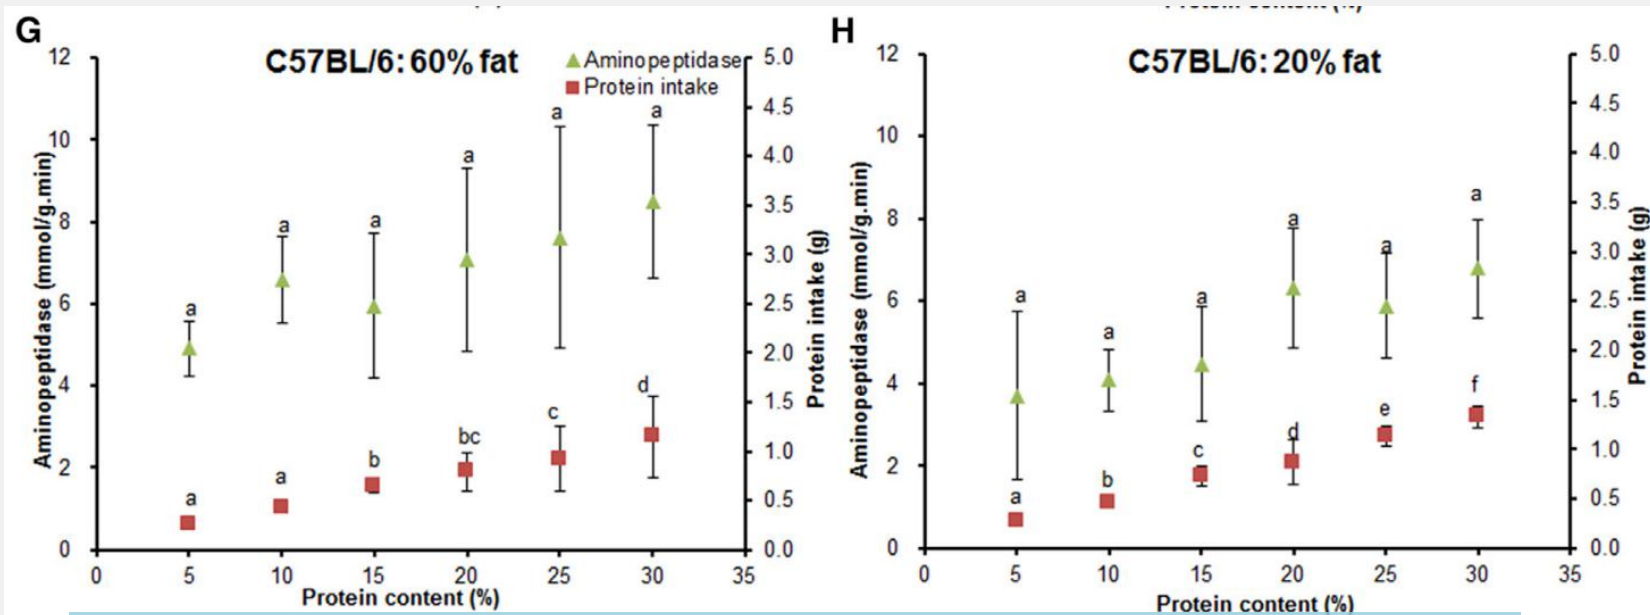 G
C57BL/6: 60% fat
Aminopeptidase
Protein intake
12
10
8
6
4
2
0
Aminopeptidase (mmol/g.min)
a
a
a
a
a
a
a
a
b
bc
c
d
5.0
4.5
4.0
3.5
3.0
2.5
2.0
1.5
1.0
0.5
0.0
Protein intake (g)
0 5 10 15 20 25 30 35
Protein content (%)
H
C57BL/6: 20% fat
12
10
8
6
4
2
0
Aminopeptidase (mmol/g.min)
a
a
a
a
a
a
a
b
c
d
e
f
5.0
4.5
4.0
3.5
3.0
2.5
2.0
1.5
1.0
0.5
0.0
Protein intake (g)
0 5 10 15 20 25 30 35
Protein content (%)